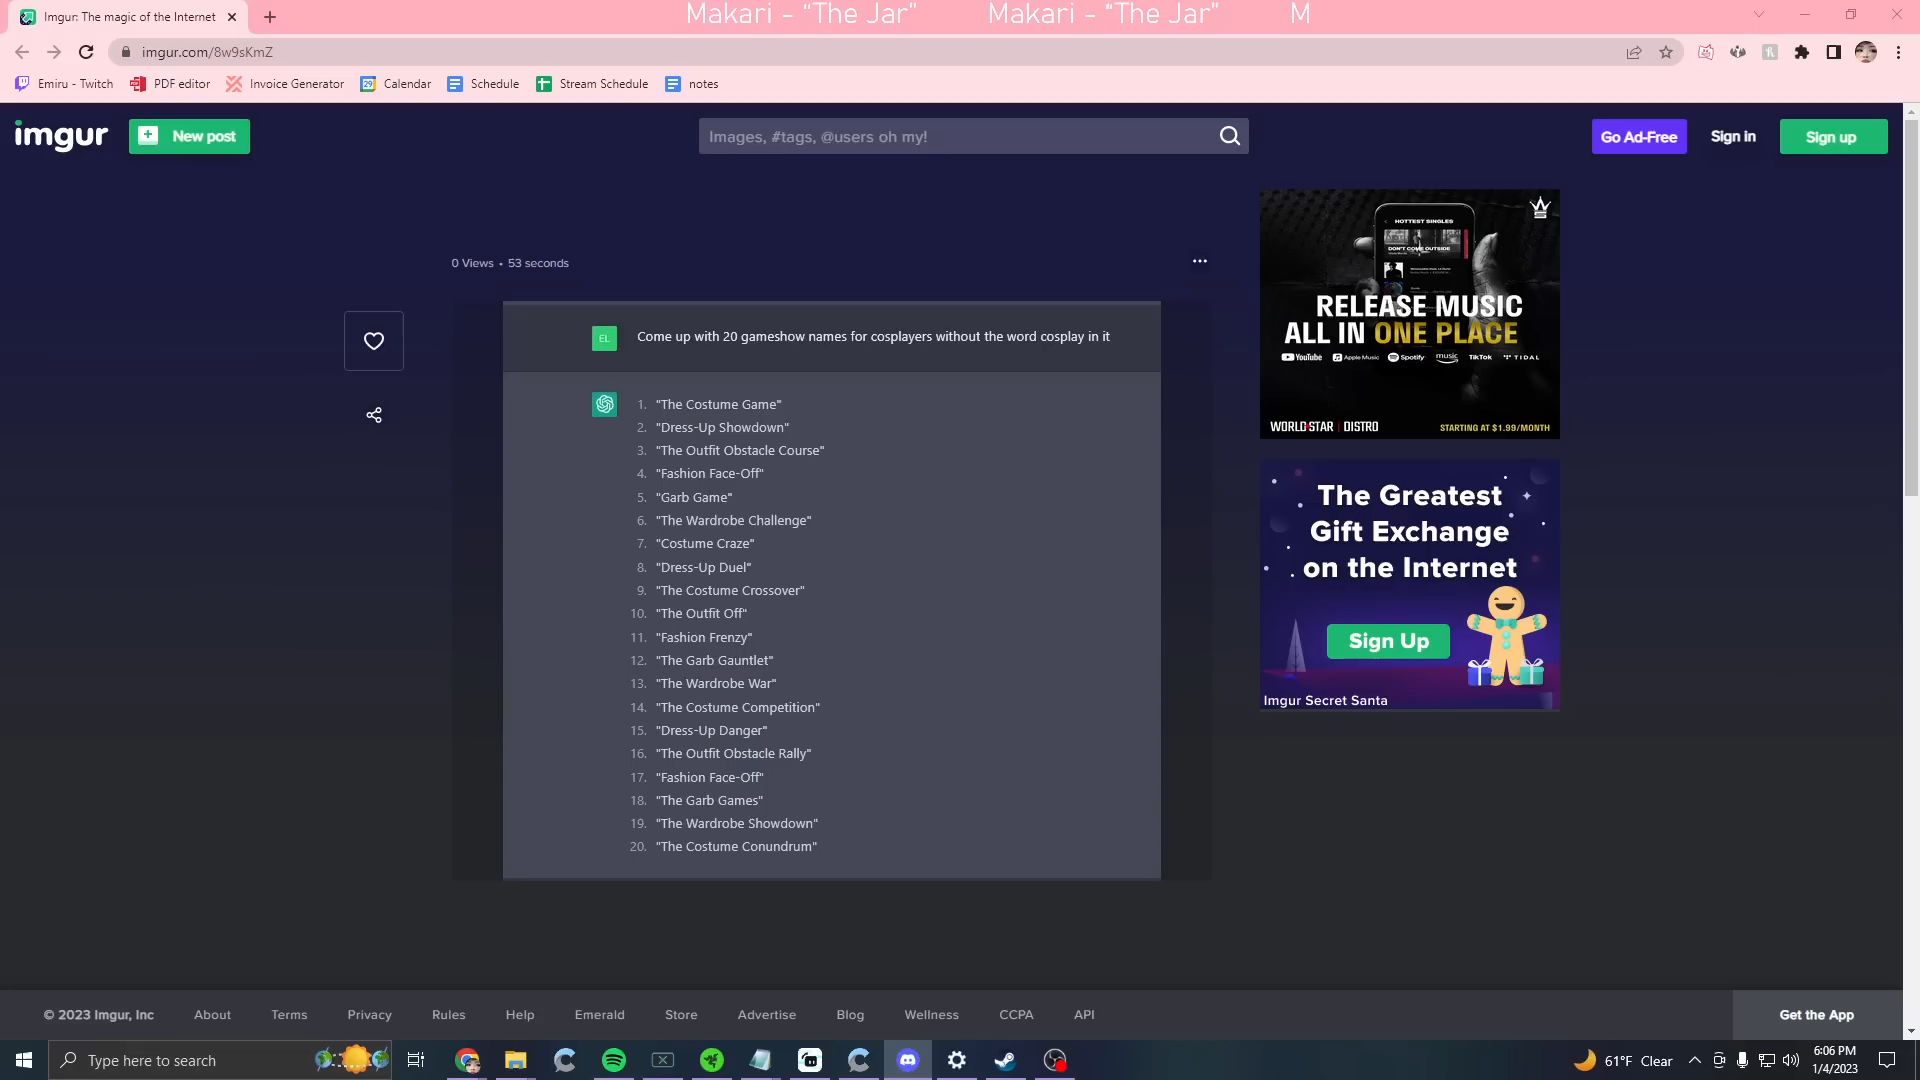 Imgur: The magic of the Internet
Makari - “The Jar”
Makari - “The Jar”
M
imgur.com/8w9sKmZ
Emiru - Twitch
PDF editor
Invoice Generator
29
Calendar
Schedule
Stream Schedule
notes
imgur
New post
Images, #tags, @users oh my!
Go Ad-Free
Sign in
Sign up
0 Views • 53 seconds
EL
Come up with 20 gameshow names for cosplayers without the word cosplay in it
1. "The Costume Game"
2. "Dress-Up Showdown"
3. "The Outfit Obstacle Course"
4. "Fashion Face-Off"
5. "Garb Game"
6. "The Wardrobe Challenge"
7. "Costume Craze"
8. "Dress-Up Duel"
9. "The Costume Crossover"
10. "The Outfit Off"
11. "Fashion Frenzy"
12. "The Garb Gauntlet"
13. "The Wardrobe War"
14. "The Costume Competition"
15. "Dress-Up Danger"
16. "The Outfit Obstacle Rally"
17. "Fashion Face-Off"
18. "The Garb Games"
19. "The Wardrobe Showdown"
20. "The Costume Conundrum"
HOTTEST SINGLES
DON'T COME OUTSIDE
RELEASE MUSIC
ALL IN ONE PLACE
YouTube Apple Music Spotify music TikTok TIDAL
WORLDSTAR | DISTRO
STARTING AT $1.99/MONTH
The Greatest
Gift Exchange
on the Internet
Sign Up
Imgur Secret Santa
© 2023 Imgur, Inc
About
Terms
Privacy
Rules
Help
Emerald
Store
Advertise
Blog
Wellness
CCPA
API
Get the App
Type here to search
61°F Clear
6:06 PM
1/4/2023